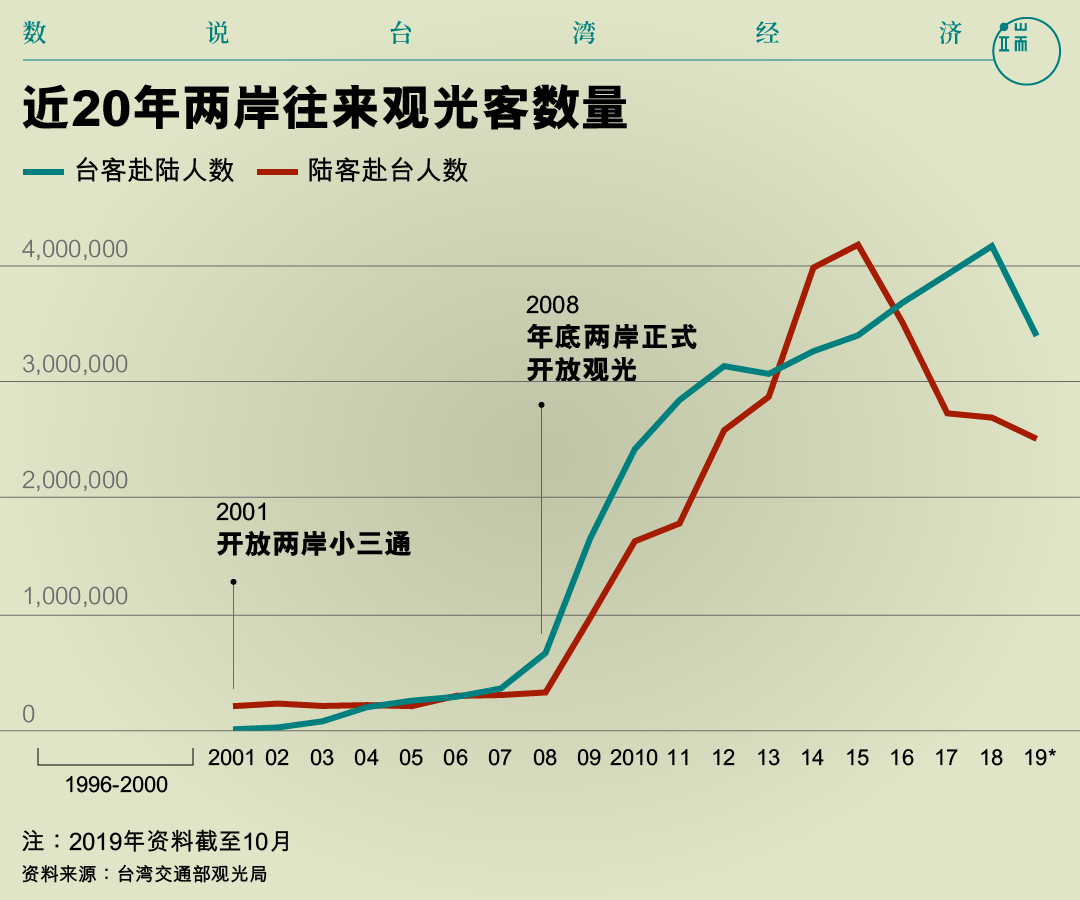 数说台湾经济
端
近20年两岸往来观光客数量
台客赴陆人数 陆客赴台人数
4,000,000
2008
年底两岸正式
开放观光
3,000,000
2,000,000
2001
开放两岸小三通
1,000,000
0
2001 02 03 04 05 06 07 08 09 2010 11 12 13 14 15 16 17 18 19*
1996-2000
注：2019年资料截至10月
资料来源：台湾交通部观光局